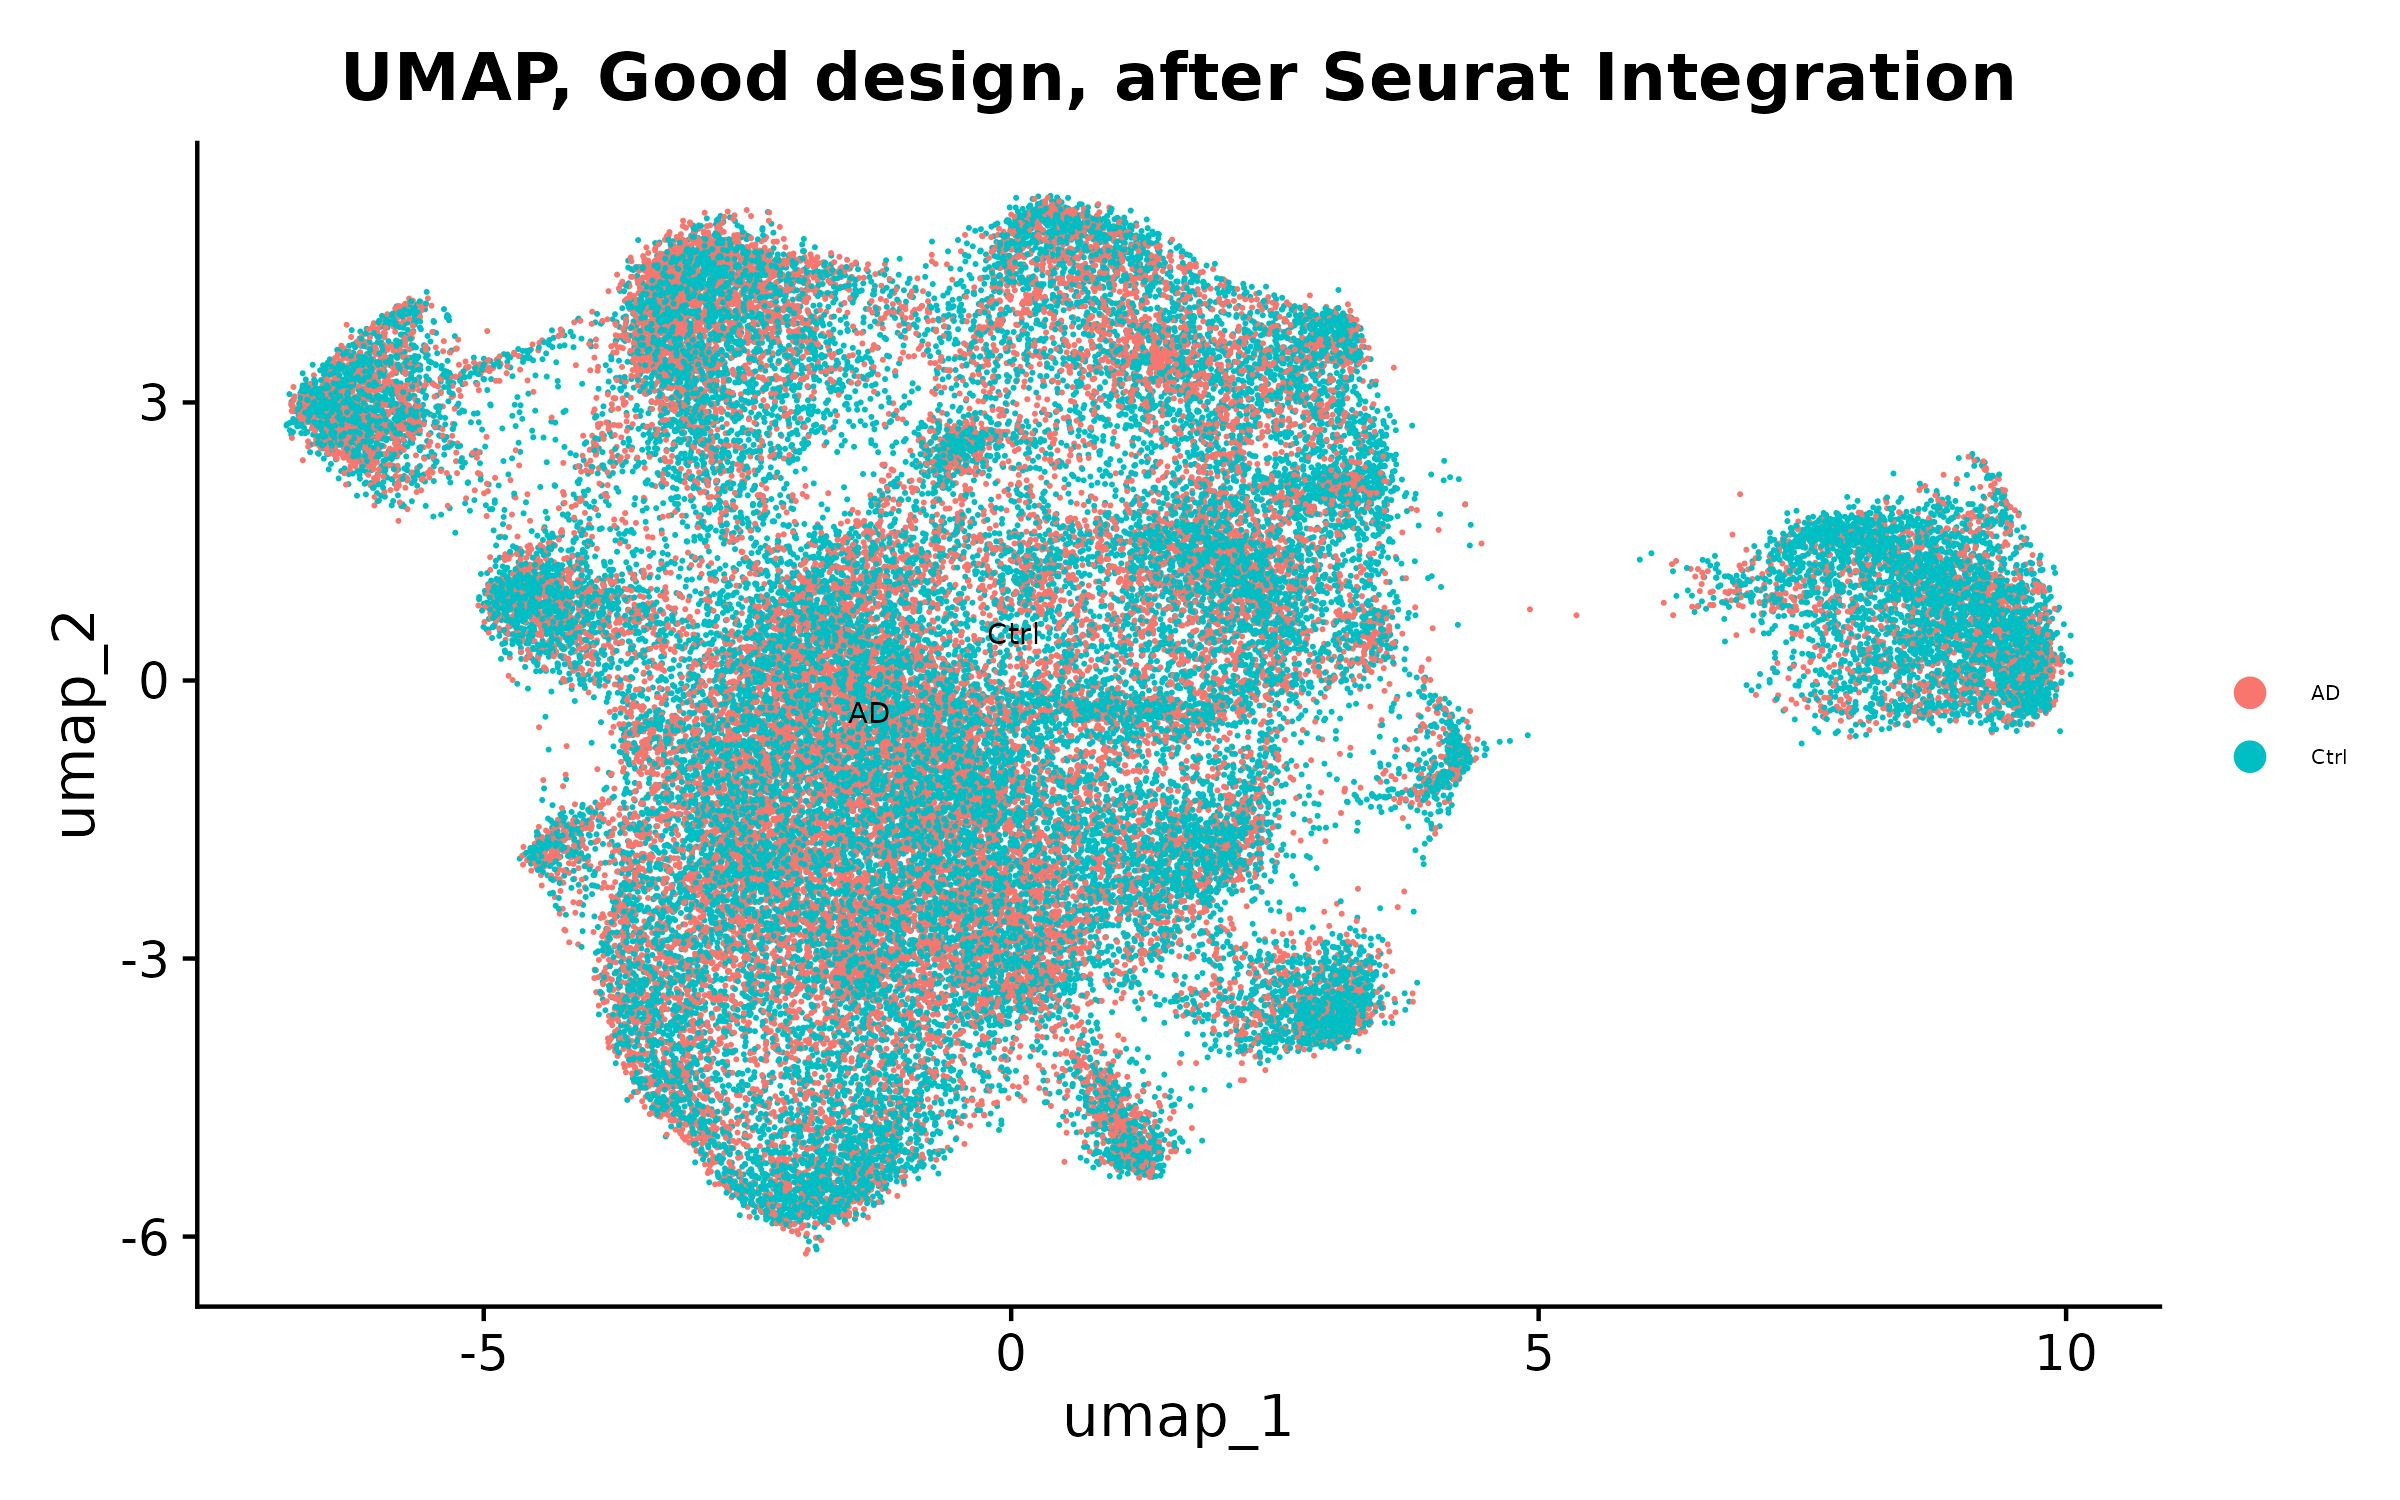 UMAP, Good design, after Seurat Integration
umap_2
3
0
-3
-6
Ctrl
AD
AD
Ctrl
-5
0
5
10
umap_1